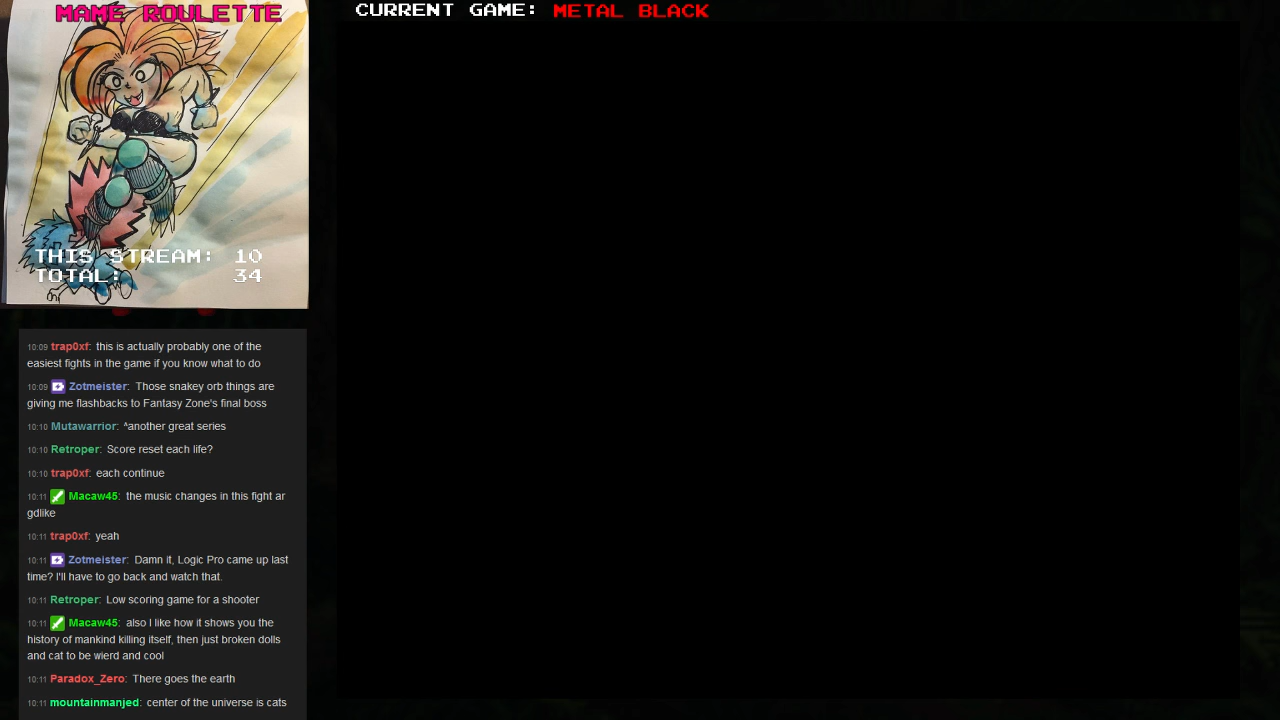 MAME ROULETTE
CURRENT GAME: METAL BLACK
THIS STREAM: 10
TOTAL: 34
10:09 trap0xf: this is actually probably one of the
easiest fights in the game if you know what to do
10:09 Zotmeister: Those snakey orb things are
giving me flashbacks to Fantasy Zone's final boss
10:10 Mutawarrior: ^another great series
10:10 Retroper: Score reset each life?
10:10 trap0xf: each continue
10:11 Macaw45: the music changes in this fight ar
gdlike
10:11 trap0xf: yeah
10:11 Zotmeister: Damn it, Logic Pro came up last
time? I'll have to go back and watch that.
10:11 Retroper: Low scoring game for a shooter
10:11 Macaw45: also I like how it shows you the
history of mankind killing itself, then just broken dolls
and cat to be wierd and cool
10:11 Paradox_Zero: There goes the earth
10:11 mountainmanjed: center of the universe is cats